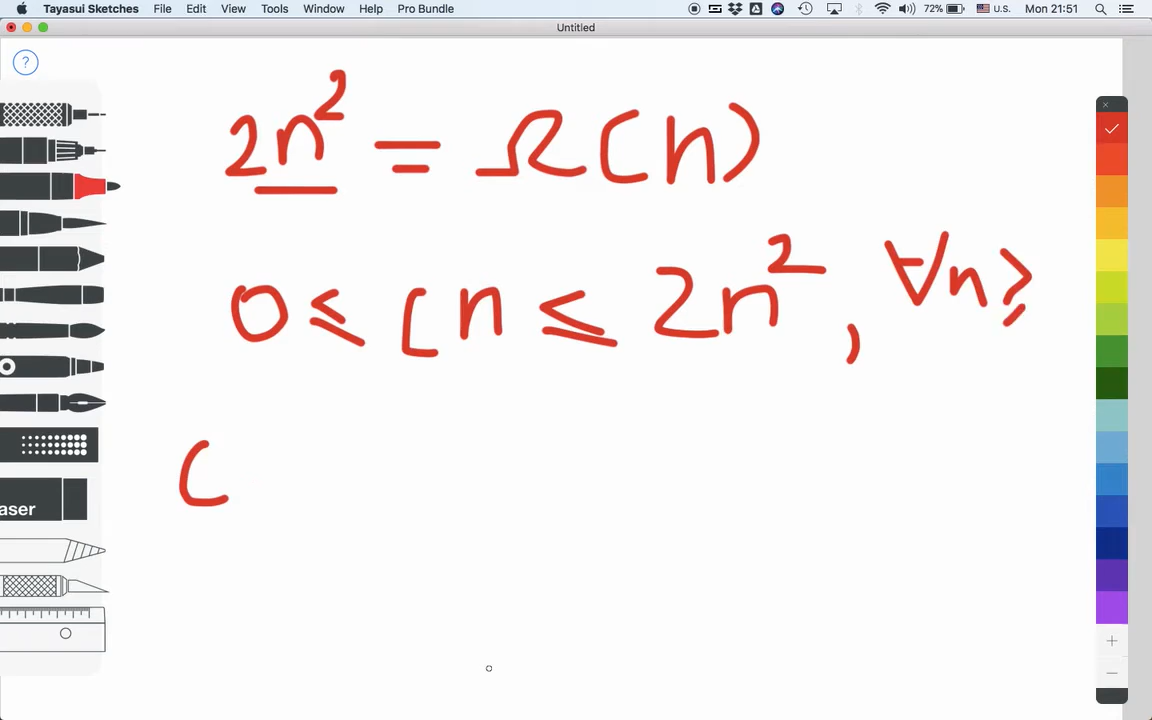 Tayasui Sketches File Edit View Tools Window Help Pro Bundle 72% U.S. Mon 21:51
Untitled
?
2n² = Ω(n)
0 ≤ Cn ≤ 2n², ∀n ≥
C
aser